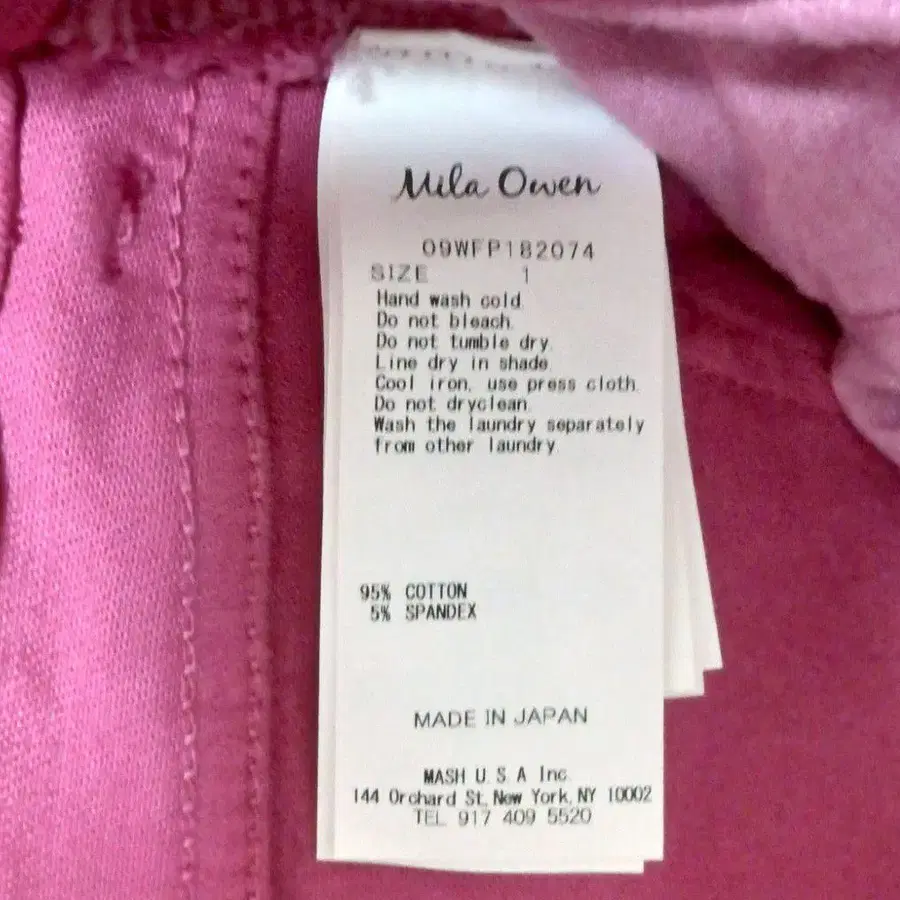 Mila Owen
09WFP182074
SIZE 1
Hand wash cold.
Do not bleach.
Do not tumble dry.
Line dry in shade.
Cool iron, use press cloth.
Do not dryclean.
Wash the laundry separately
from other laundry.
95% COTTON
5% SPANDEX
MADE IN JAPAN
MASH U.S.A Inc.
144 Orchard St, New York, NY 10002
TEL 917 409 5520